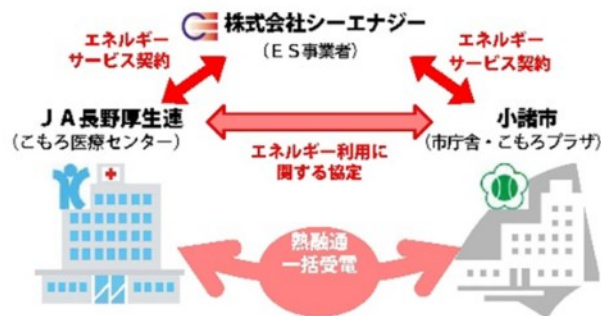 株式会社シーエナジー
(ES事業者)
エネルギー
サービス契約
エネルギー
サービス契約
JA長野厚生連
(こもろ医療センター)
小諸市
(市庁舎・こもろプラザ)
エネルギー利用に
関する協定
熱融通
一括受電